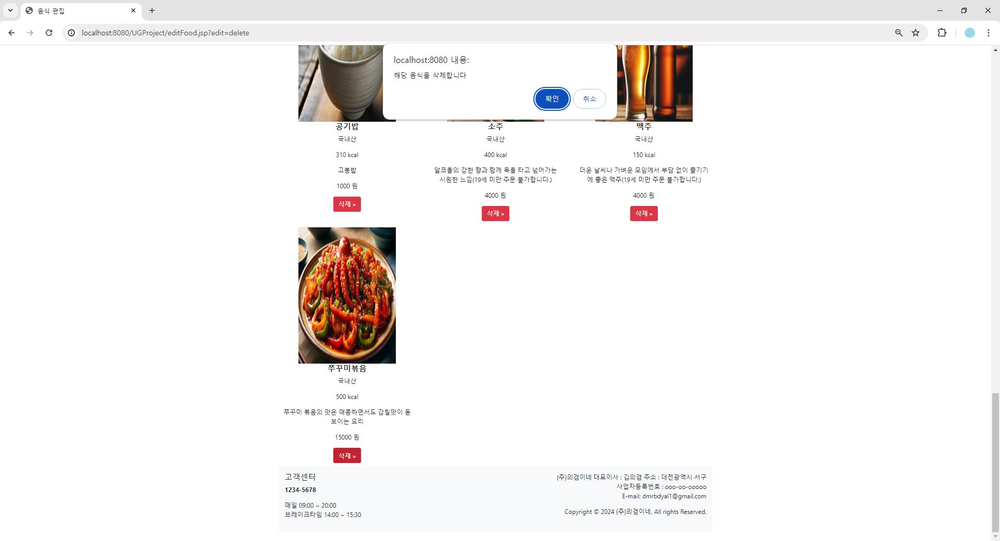 음식 편집
localhost:8080/UGProject/editFood.jsp?edit=delete
localhost:8080 내용:
해당 음식을 삭제합니다
확인
취소
공기밥
국내산
310 kcal
고봉밥
1000 원
삭제 »
소주
국내산
400 kcal
알코올의 강한 향과 함께 목을 타고 넘어가는
시원한 느낌(19세 미만 주문 불가합니다.)
4000 원
삭제 »
맥주
국내산
150 kcal
더운 날씨나 가벼운 모임에서 부담 없이 즐기기
에 좋은 맥주(19세 미만 주문 불가합니다.)
4000 원
삭제 »
쭈꾸미볶음
국내산
500 kcal
쭈꾸미 볶음의 맛은 매콤하면서도 감칠맛이 돋
보이는 요리
15000 원
삭제 »
고객센터
1234-5678
매일 09:00 ~ 20:00
브레이크타임 14:00 ~ 15:30
(주)의겸이네 대표이사 : 김의겸 주소 : 대전광역시 서구
사업자등록번호 : ooo-oo-ooooo
E-mail: dmrbdyal1@gmail.com
Copyright © 2024 (주)의겸이네. All rights Reserved.